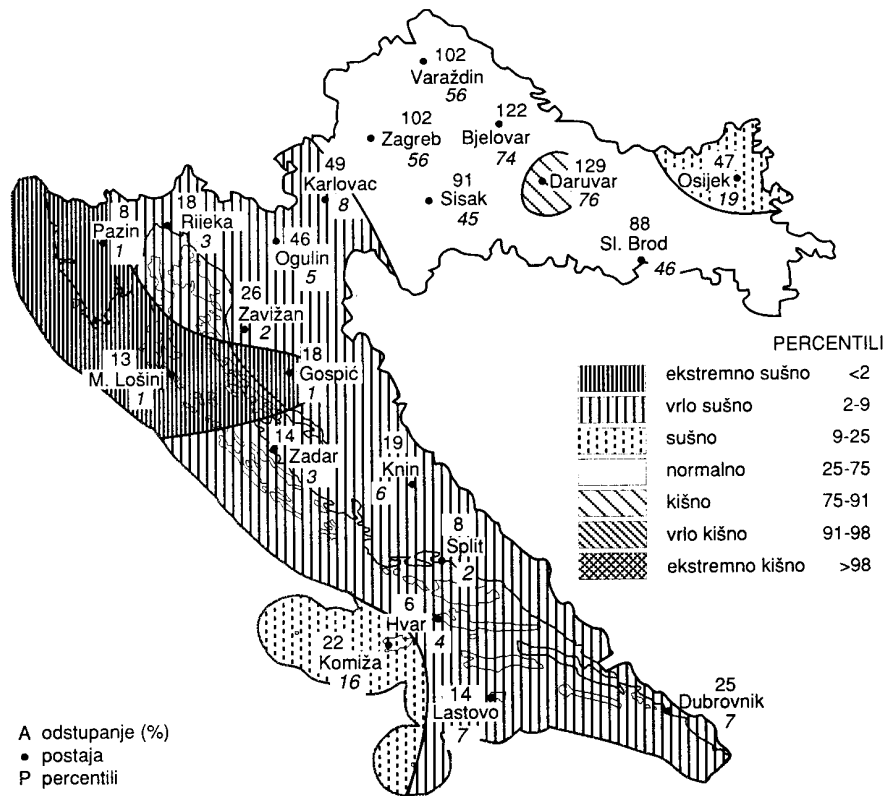 102
Varaždin
56
102
Zagreb
56
122
Bjelovar
74
49
Karlovac
8
91
Sisak
45
129
Daruvar
76
47
Osijek
19
88
Sl. Brod
46
8
Pazin
1
18
Rijeka
3
46
Ogulin
5
26
Zavižan
2
13
M. Lošinj
1
18
Gospić
1
14
Zadar
3
19
Knin
6
8
Split
2
6
Hvar
4
22
Komiža
16
14
Lastovo
7
25
Dubrovnik
7
PERCENTILI
ekstremno sušno <2
vrlo sušno 2-9
sušno 9-25
normalno 25-75
kišno 75-91
vrlo kišno 91-98
ekstremno kišno >98
A odstupanje (%)
• postaja
P percentili